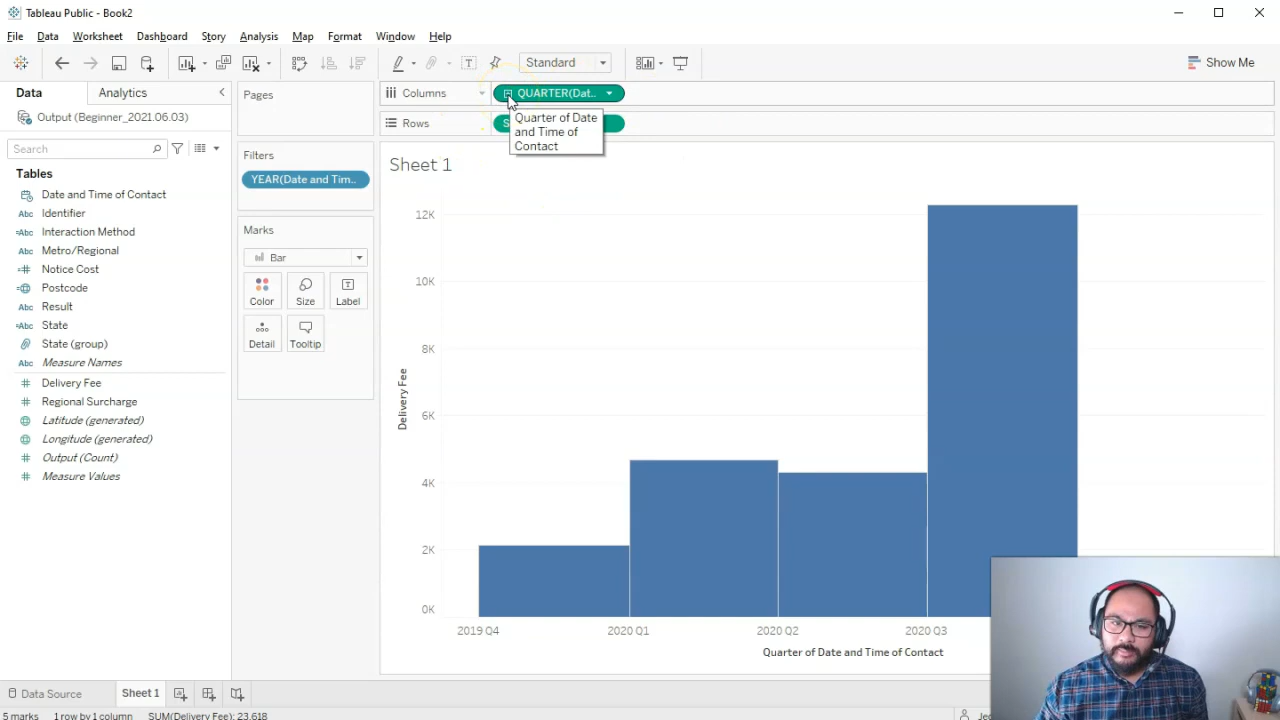 Tableau Public - Book2
File Data Worksheet Dashboard Story Analysis Map Format Window Help
Standard
Show Me
Data Analytics
Output (Beginner_2021.06.03)
Search
Tables
Date and Time of Contact
Abc Identifier
=Abc Interaction Method
Abc Metro/Regional
=# Notice Cost
Postcode
Abc Result
=Abc State
State (group)
Abc Measure Names
# Delivery Fee
# Regional Surcharge
Latitude (generated)
Longitude (generated)
# Output (Count)
# Measure Values
Pages
Filters
YEAR(Date and Tim..
Marks
Bar
Color Size Label
Detail Tooltip
Columns QUARTER(Dat..
Rows S
Quarter of Date
and Time of
Contact
Sheet 1
12K
10K
8K
6K
4K
2K
0K
Delivery Fee
2019 Q4 2020 Q1 2020 Q2 2020 Q3
Quarter of Date and Time of Contact
Data Source Sheet 1
5 marks 1 row by 1 column SUM(Delivery Fee): 23,618